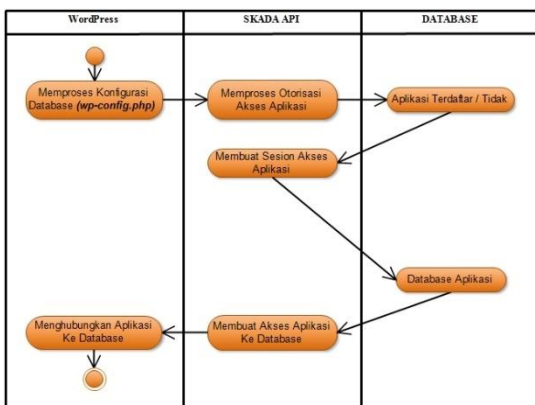 WordPress
SKADA API
DATABASE
Memproses Konfigurasi
Database (wp-config.php)
Memproses Otorisasi
Akses Aplikasi
Aplikasi Terdaftar / Tidak
Membuat Sesion Akses
Aplikasi
Database Aplikasi
Membuat Akses Aplikasi
Ke Database
Menghubungkan Aplikasi
Ke Database